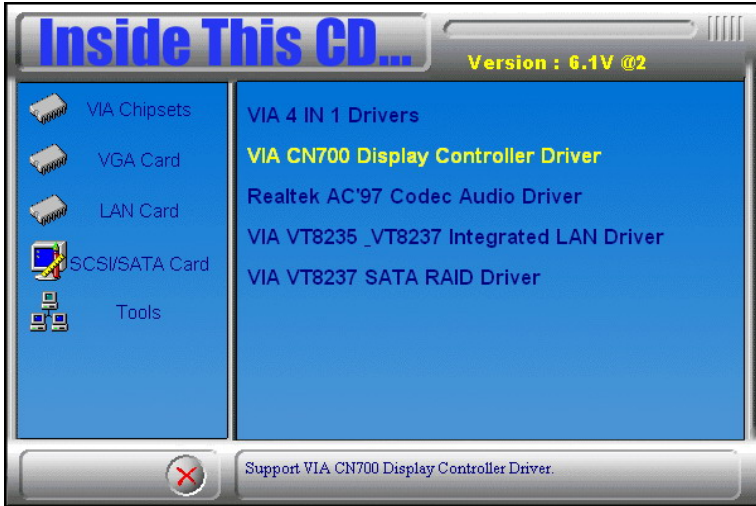 Inside This CD...
Version : 6.1V @2
VIA Chipsets
VGA Card
LAN Card
SCSI/SATA Card
Tools
VIA 4 IN 1 Drivers
VIA CN700 Display Controller Driver
Realtek AC'97 Codec Audio Driver
VIA VT8235 _VT8237 Integrated LAN Driver
VIA VT8237 SATA RAID Driver
Support VIA CN700 Display Controller Driver.